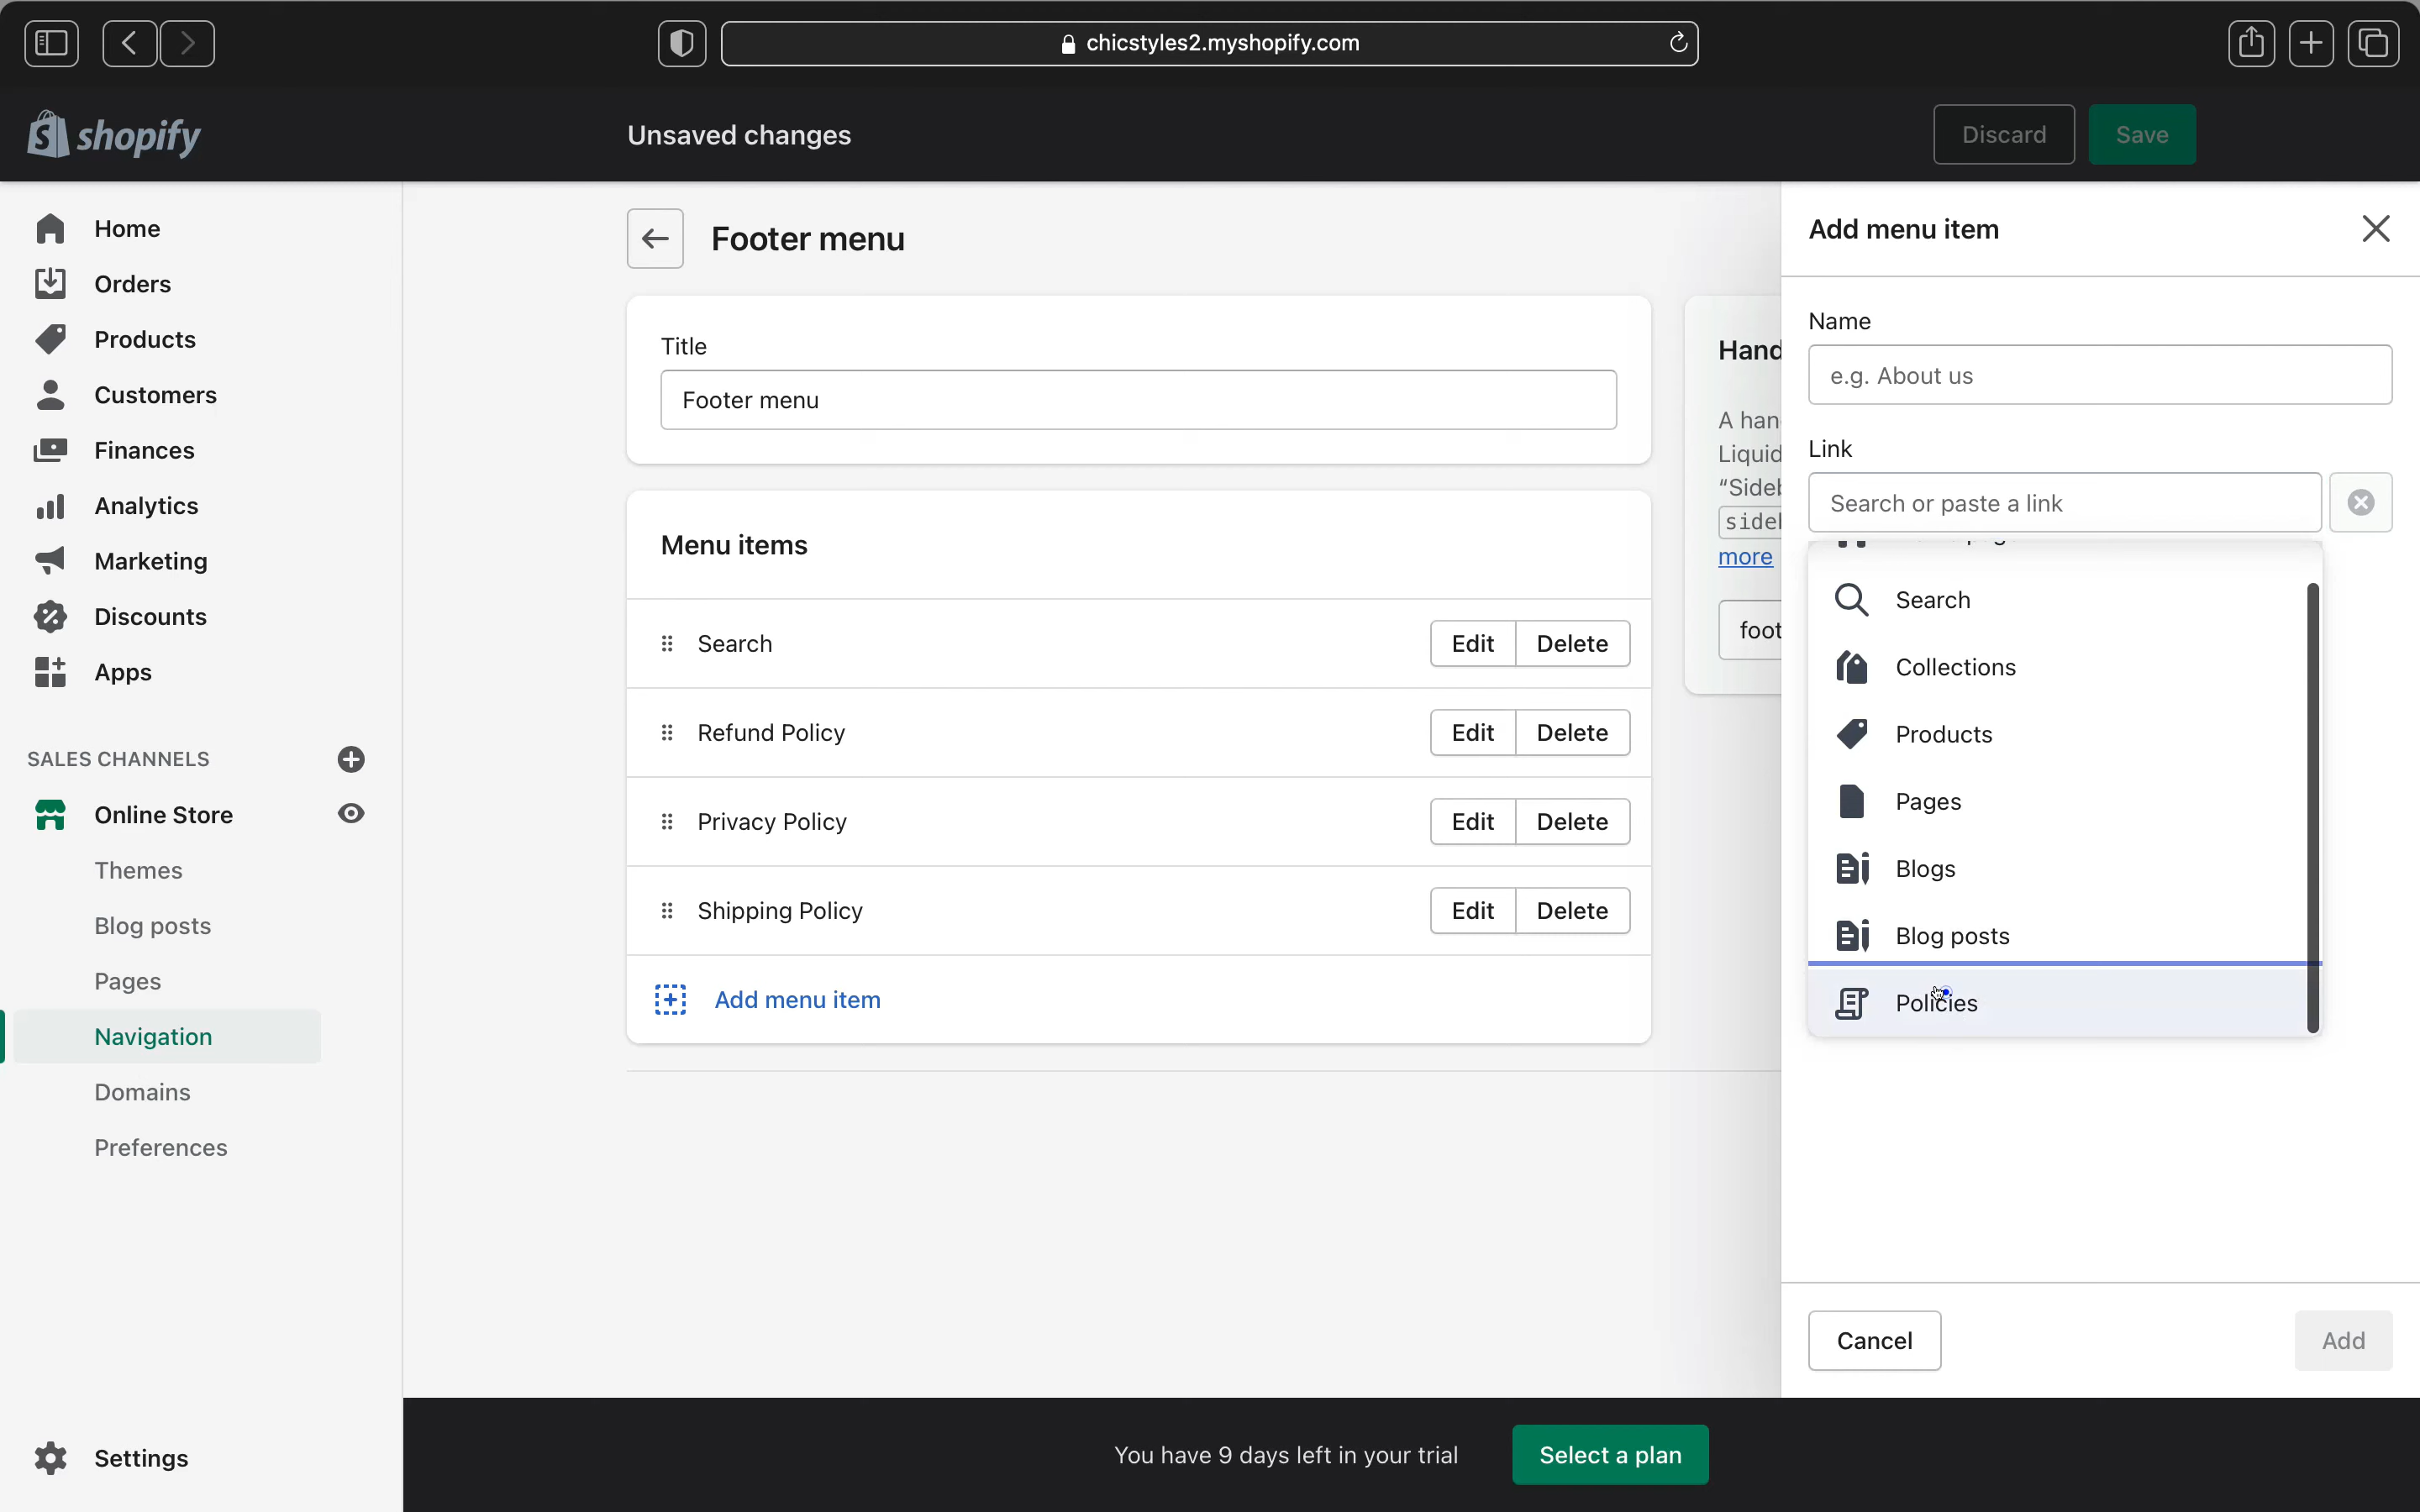 chicstyles2.myshopify.com
shopify
Unsaved changes
Discard
Save
Home
Orders
Products
Customers
Finances
Analytics
Marketing
Discounts
Apps
SALES CHANNELS
Online Store
Themes
Blog posts
Pages
Navigation
Domains
Preferences
Settings
Footer menu
Title
Footer menu
Menu items
Search
Edit
Delete
Refund Policy
Edit
Delete
Privacy Policy
Edit
Delete
Shipping Policy
Edit
Delete
Add menu item
Hand
A han
Liquid
“Sideb
sidel
more
foot
Add menu item
Name
e.g. About us
Link
Search or paste a link
Search
Collections
Products
Pages
Blogs
Blog posts
Policies
Cancel
Add
You have 9 days left in your trial
Select a plan